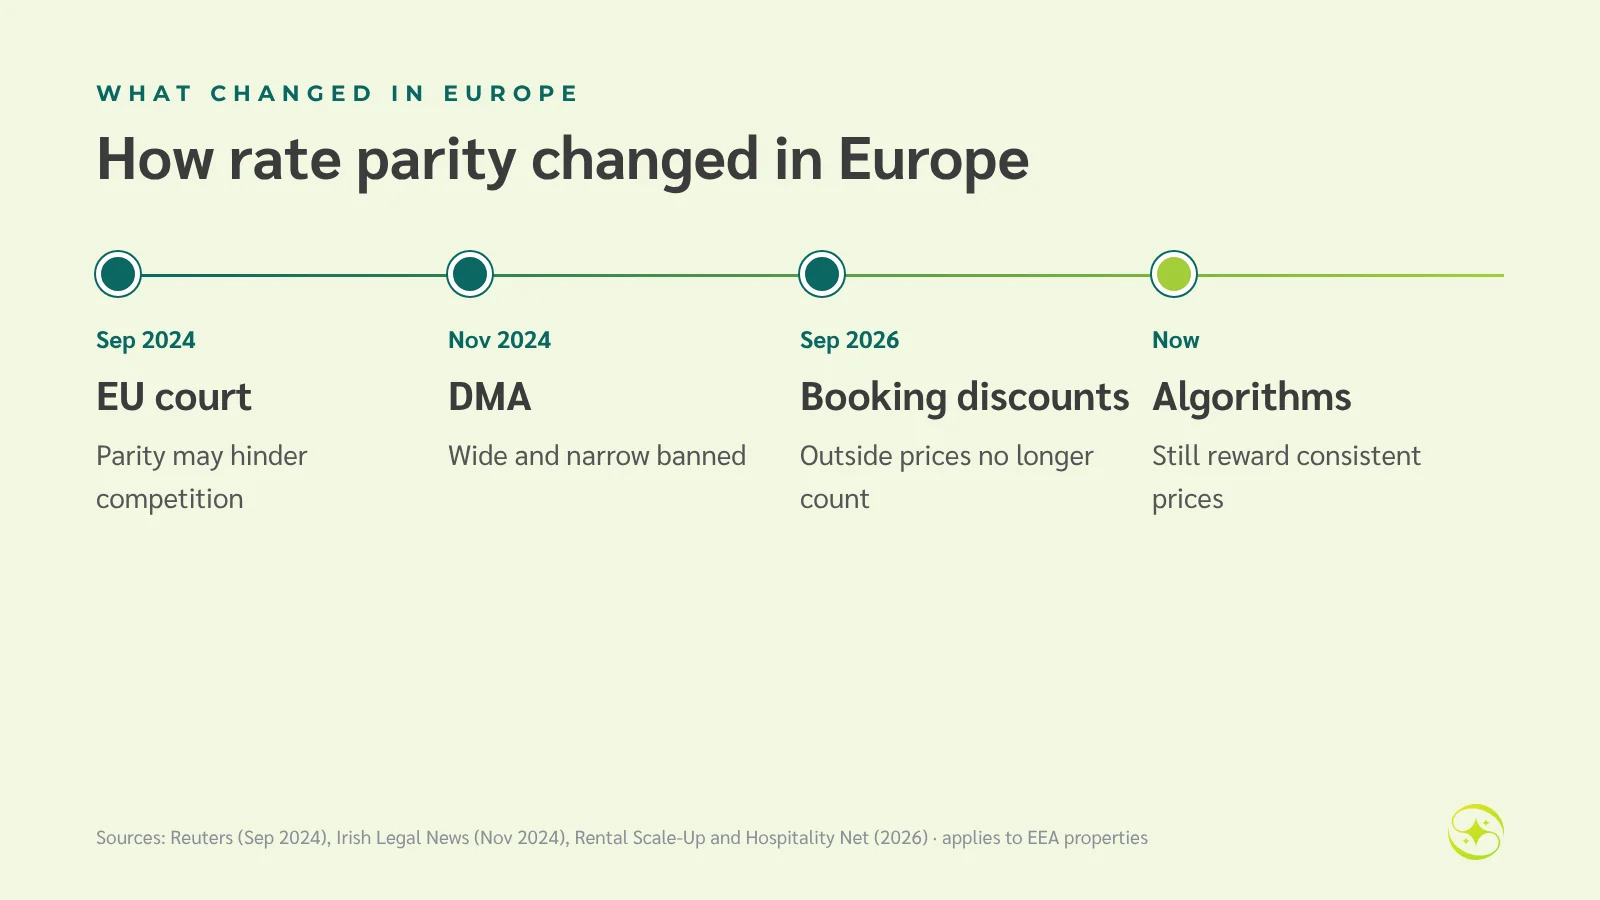 WHAT CHANGED IN EUROPE
How rate parity changed in Europe
Sep 2024
EU court
Parity may hinder
competition
Nov 2024
DMA
Wide and narrow banned
Sep 2026
Booking discounts
Outside prices no longer
count
Now
Algorithms
Still reward consistent
prices
Sources: Reuters (Sep 2024), Irish Legal News (Nov 2024), Rental Scale-Up and Hospitality Net (2026) · applies to EEA properties